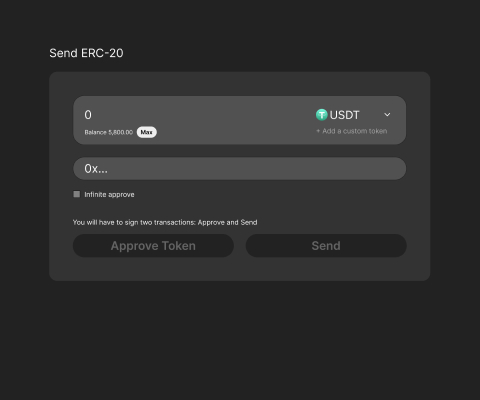 Send ERC-20
0
USDT
Balance 5,800.00 Max
+ Add a custom token
0x...
Infinite approve
You will have to sign two transactions: Approve and Send
Approve Token
Send